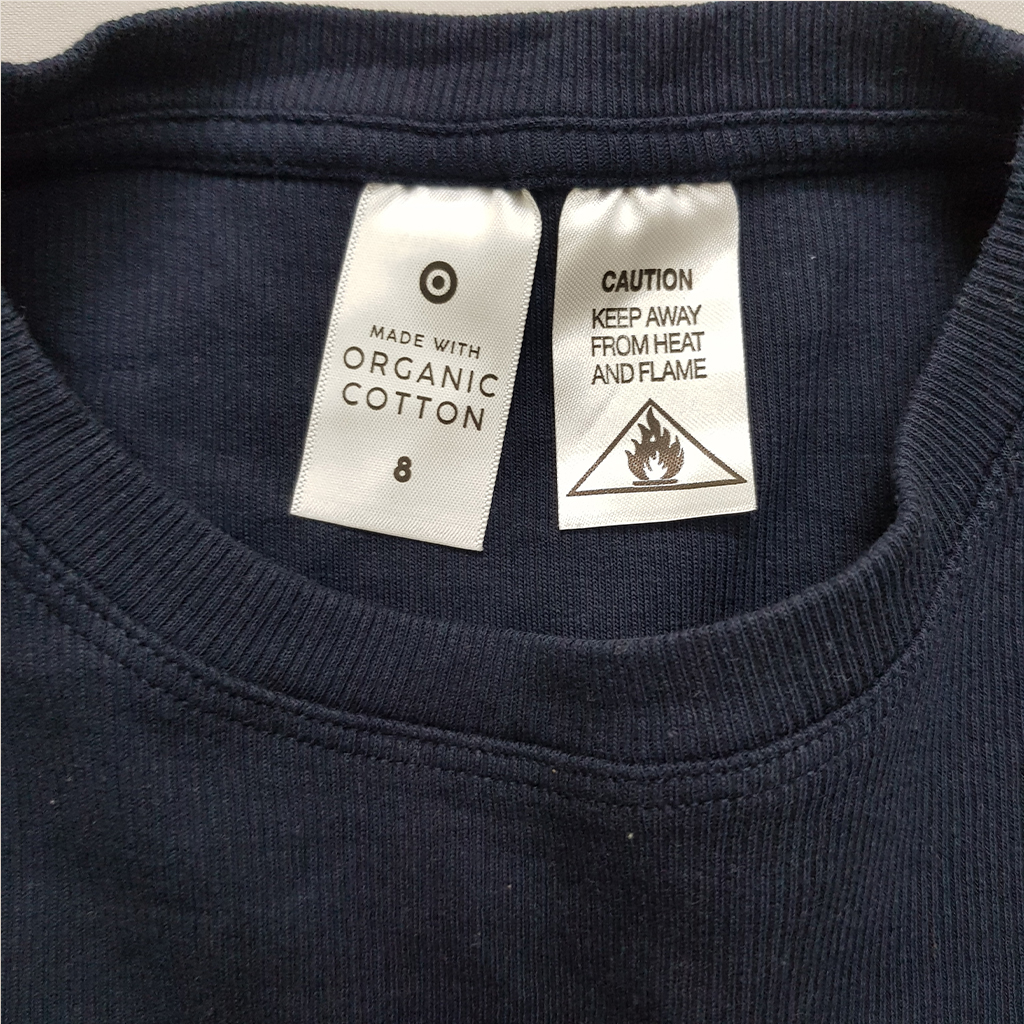 MADE WITH
ORGANIC
COTTON
8
CAUTION
KEEP AWAY
FROM HEAT
AND FLAME